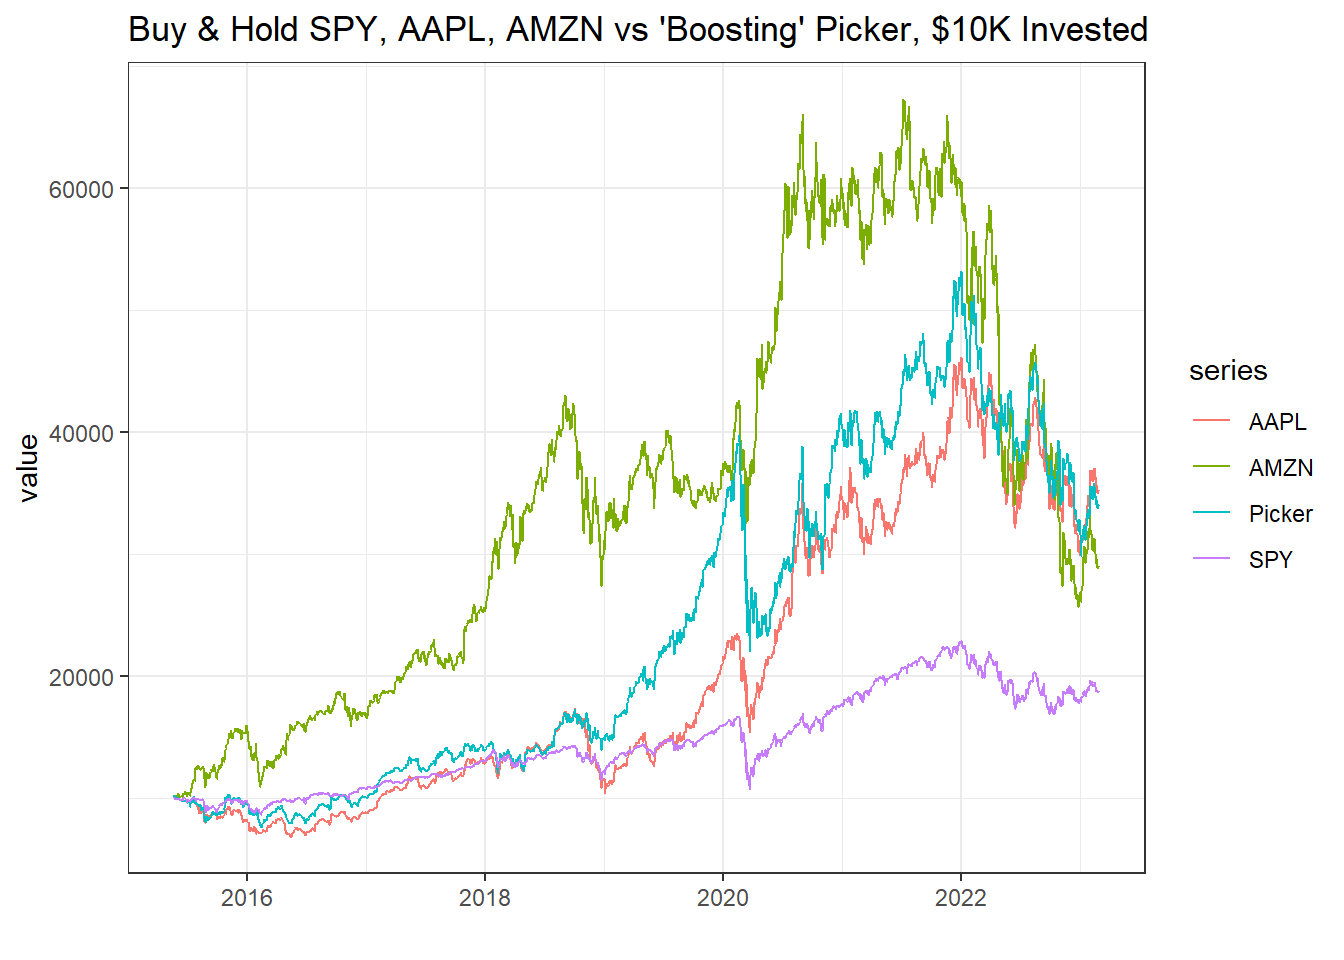 Buy & Hold SPY, AAPL, AMZN vs 'Boosting' Picker, $10K Invested
value
60000
40000
20000
2016
2018
2020
2022
series
AAPL
AMZN
Picker
SPY